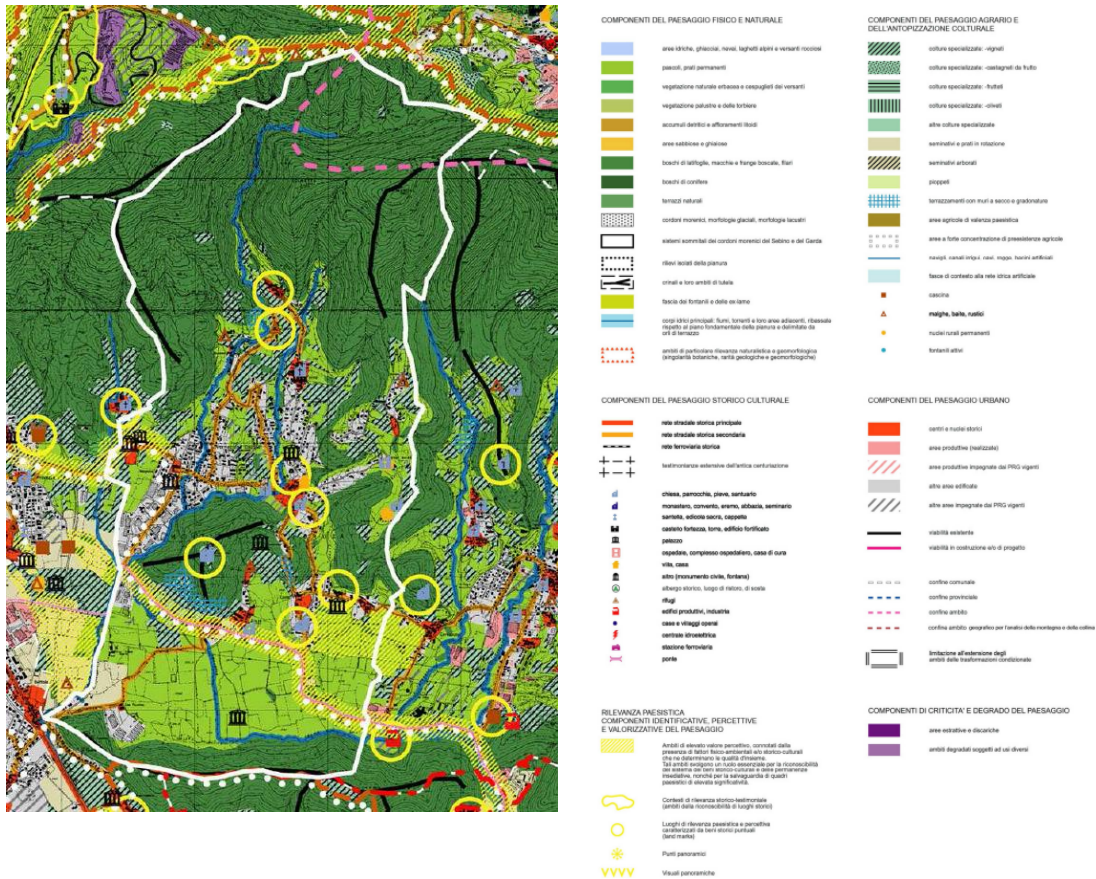 COMPONENTI DEL PAESAGGIO FISICO E NATURALE
aree idriche, ghiacciai, nevai, laghetti alpini e versanti rocciosi
pascoli, prati permanenti
vegetazione naturale erbacea e cespuglieti dei versanti
vegetazione palustre e delle torbiere
accumuli detritici e affioramenti litoidi
aree sabbiose e ghiaiose
boschi di latifoglie, macchie e frange boscate, filari
boschi di conifere
terrazzi naturali
cordoni morenici, morfologie glaciali, morfologie lacustri
sistemi sommitali dei cordoni morenici del Sebino e del Garda
rilievi isolati della pianura
crinali e loro ambiti di tutela
fascia dei fontanili e delle ex-lame
corpi idrici principali: fiumi, torrenti e loro aree adiacenti, ribassate
rispetto al piano fondamentale della pianura e delimitate da
orli di terrazzo
ambiti di particolare rilevanza naturalistica e geomorfologica
(singolarità botaniche, rarità geologiche e geomorfologiche)
COMPONENTI DEL PAESAGGIO AGRARIO E
DELL'ANTOPIZZAZIONE COLTURALE
colture specializzate: -vigneti
colture specializzate: -castagneti da frutto
colture specializzate: -frutteti
colture specializzate: -oliveti
altre colture specializzate
seminativi e prati in rotazione
seminativi arborati
pioppeti
terrazzamenti con muri a secco e gradonature
aree agricole di valenza paesistica
aree a forte concentrazione di preesistenze agricole
navigli, canali irrigui, cavi, rogge, bacini artificiali
fasce di contesto alla rete idrica artificiale
cascina
malghe, baite, rustici
nuclei rurali permanenti
fontanili attivi
COMPONENTI DEL PAESAGGIO STORICO CULTURALE
rete stradale storica principale
rete stradale storica secondaria
rete ferroviaria storica
testimonianze estensive dell'antica centuriazione
chiesa, parrocchia, pieve, santuario
monastero, convento, eremo, abbazia, seminario
santella, edicola sacra, cappella
castello fortezza, torre, edificio fortificato
palazzo
ospedale, complesso ospedaliero, casa di cura
villa, casa
altro (monumento civile, fontana)
albergo storico, luogo di ristoro, di sosta
rifugi
edifici produttivi, industria
case e villaggi operai
centrale idroelettrica
stazione ferroviaria
ponte
COMPONENTI DEL PAESAGGIO URBANO
centri e nuclei storici
aree produttive (realizzate)
aree produttive impegnate dai PRG vigenti
altre aree edificate
altre aree impegnate dai PRG vigenti
viabilità esistente
viabilità in costruzione e/o di progetto
confine comunale
confine provinciale
confine ambito
confine ambito geografico per l'analisi della montagna e della collina
limitazione all'estensione degli
ambiti delle trasformazioni condizionate
RILEVANZA PAESISTICA
COMPONENTI IDENTIFICATIVE, PERCETTIVE
E VALORIZZATIVE DEL PAESAGGIO
Ambiti di elevato valore percettivo, connotati dalla
presenza di fattori fisico-ambientali e/o storico-culturali
che ne determinano la qualità d'insieme.
Tali ambiti svolgono un ruolo essenziale per la riconoscibilità
del sistema dei beni storico-culturali e delle permanenze
insediative, nonché per la salvaguardia di quadri
paesistici di elevata significatività.
Contesti di rilevanza storico-testimoniale
(ambiti della riconoscibilità di luoghi storici)
Luoghi di rilevanza paesistica e percettiva
caratterizzati da beni storici puntuali
(land marks)
Punti panoramici
Visuali panoramiche
COMPONENTI DI CRITICITA' E DEGRADO DEL PAESAGGIO
aree estrattive e discariche
ambiti degradati soggetti ad usi diversi